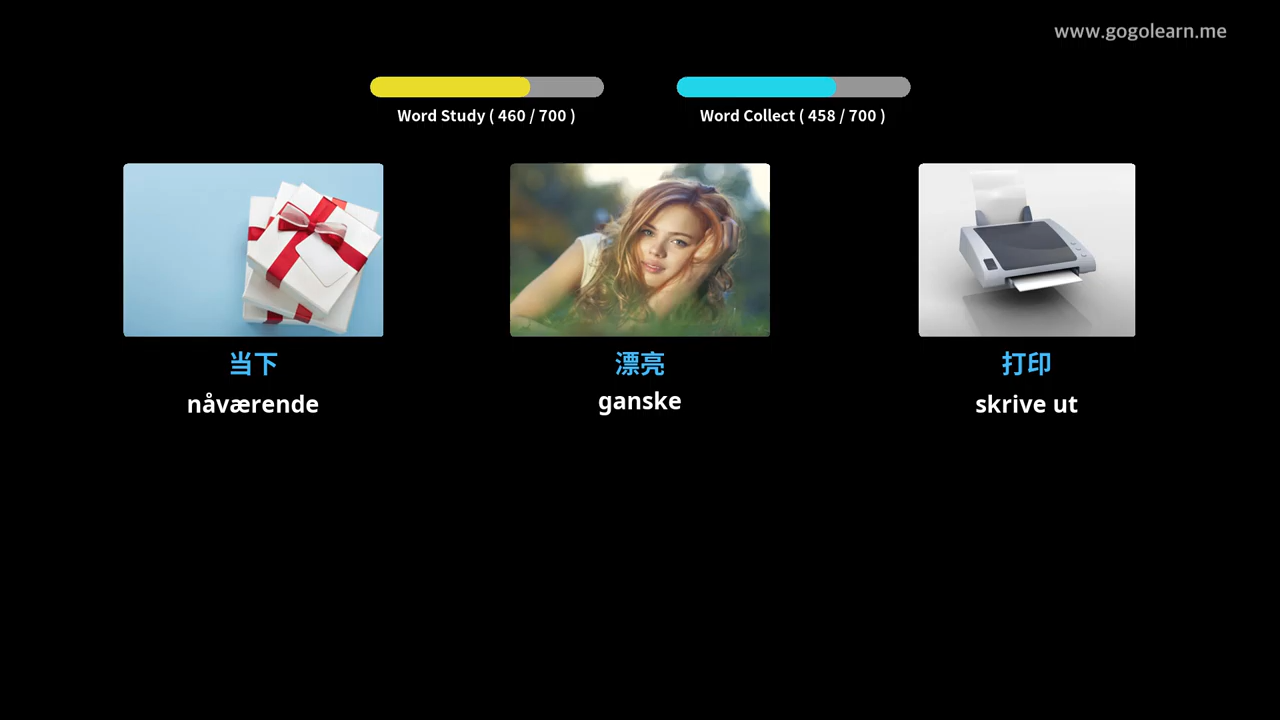 www.gogolearn.me
Word Study ( 460 / 700 )
Word Collect ( 458 / 700 )
当下
漂亮
打印
nåværende
ganske
skrive ut